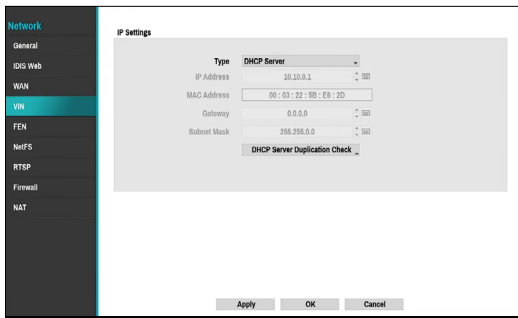 Network
General
IDIS Web
WAN
VIN
FEN
NetFS
RTSP
Firewall
NAT
IP Settings
Type DHCP Server
IP Address 10.10.0.1
MAC Address 00 : 03 : 22 : 5B : E6 : 2D
Gateway 0.0.0.0
Subnet Mask 255.255.0.0
DHCP Server Duplication Check
Apply OK Cancel